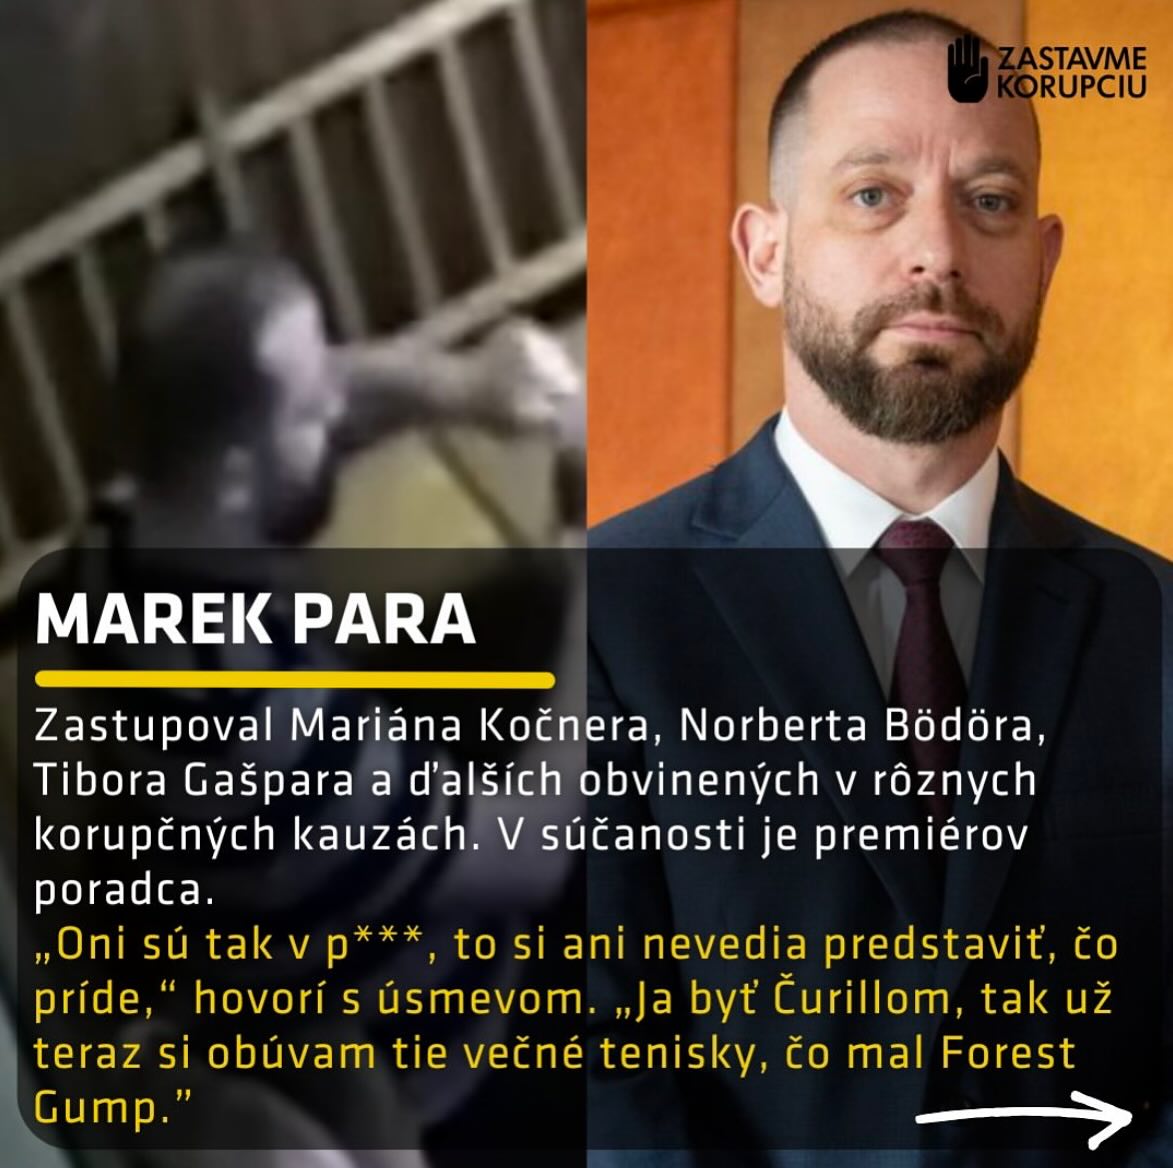 ZASTAVME
KORUPCIU
MAREK PARA
Zastupoval Mariána Kočnera, Norberta Bödöra,
Tibora Gašpara a ďalších obvinených v rôznych
korupčných kauzách. V súčanosti je premiérov
poradca.
„Oni sú tak v p***, to si ani nevedia predstaviť, čo
príde,“ hovorí s úsmevom. „Ja byť Čurillom, tak už
teraz si obúvam tie večné tenisky, čo mal Forest
Gump.”